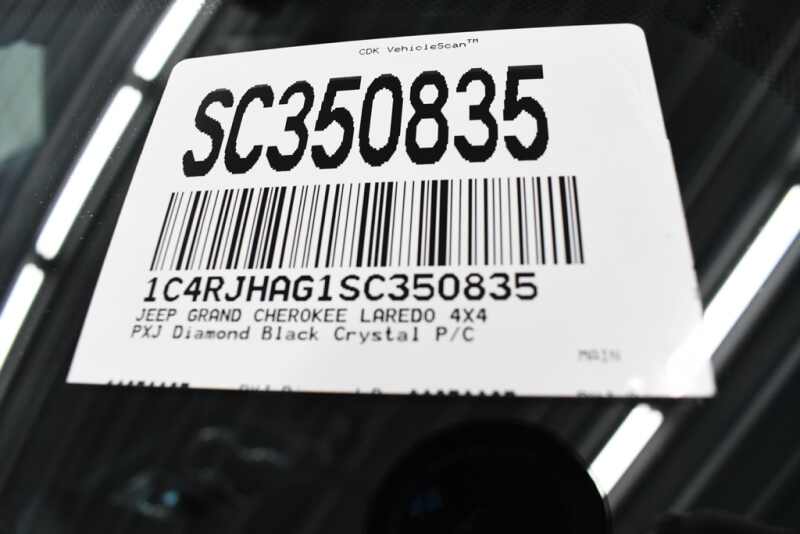 CDK VehicleScan™
SC350835
1C4RJHAG1SC350835
JEEP GRAND CHEROKEE LAREDO 4X4
PXJ Diamond Black Crystal P/C
MAIN